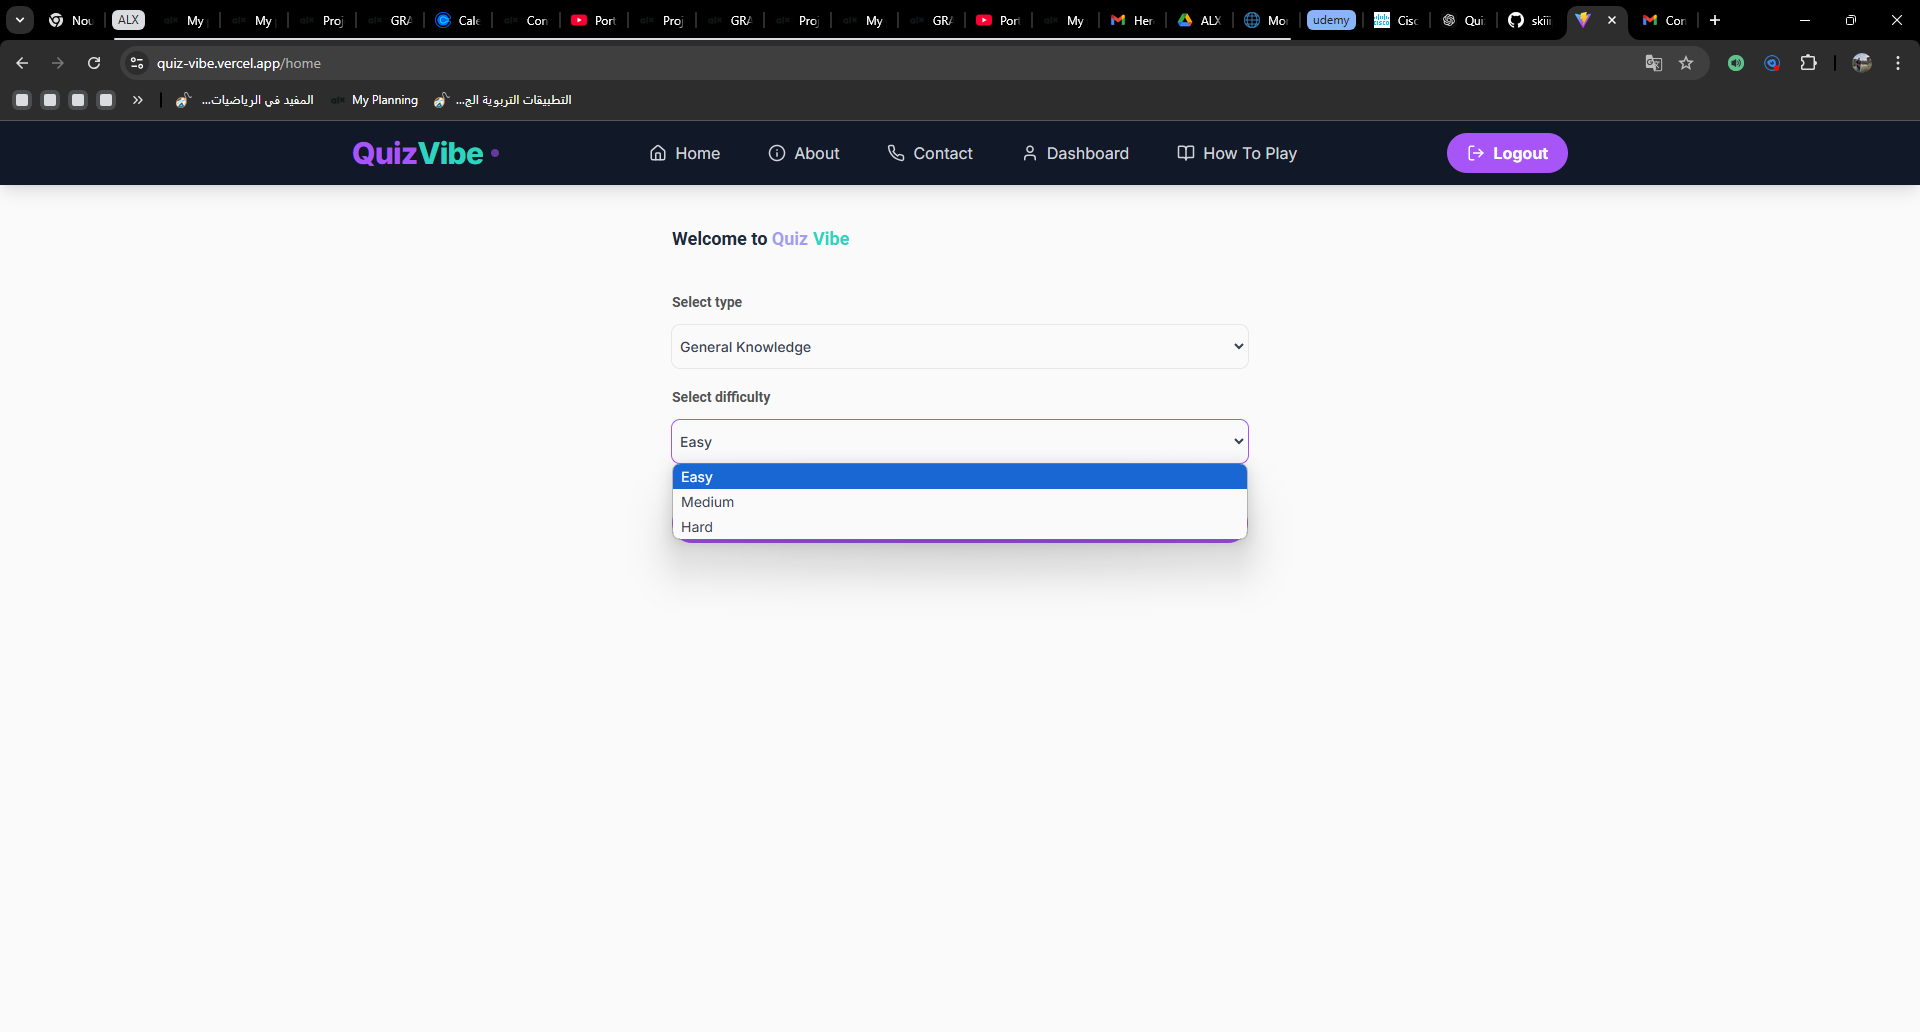 Nou
ALX
My
My
Proj
GRA
Cale
Con
Port
Proj
GRA
Proj
My
GRA
Port
My
Her
ALX
Mor
udemy
Cisc
Qui
skiii
Con
quiz-vibe.vercel.app/home
المفيد في الرياضيات...
My Planning
التطبيقات التربوية الج...
QuizVibe
Home
About
Contact
Dashboard
How To Play
Logout
Welcome to Quiz Vibe
Select type
General Knowledge
Select difficulty
Easy
Easy
Medium
Hard